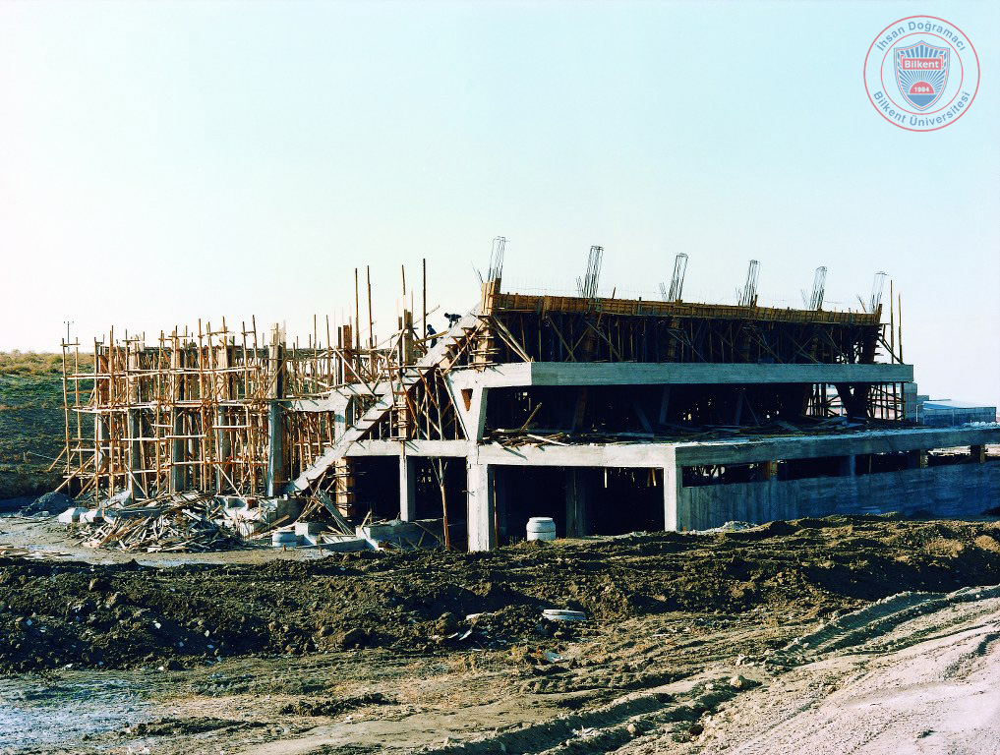 İhsan Doğramacı
Bilkent
1984
Bilkent Üniversitesi